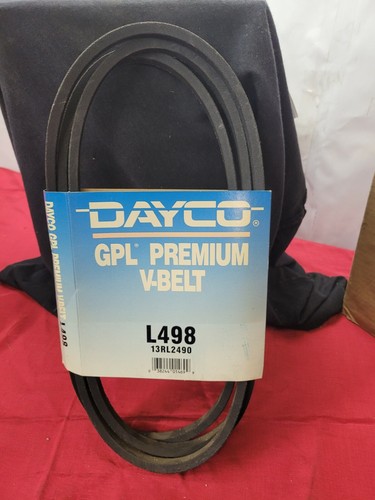 DAYCO®
GPL® PREMIUM
V-BELT
L498
13RL2490
DAYCO GPL PREMIUM V-BELT L498